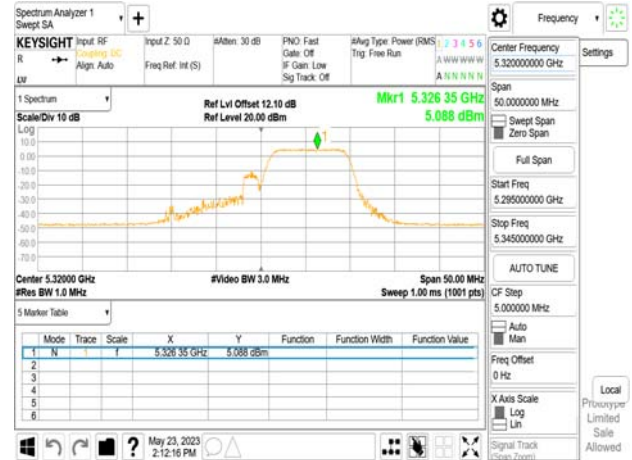 Spectrum Analyzer 1
Swept SA
+
Frequency
KEYSIGHT
Input: RF
Input Z: 50 Ω
#Atten: 30 dB
PNO: Fast
#Avg Type: Power (RMS)
1 2 3 4 5 6
R
Coupling: DC
Gate: Off
Trig: Free Run
A W W W W W
Align: Auto
Freq Ref: Int (S)
IF Gain: Low
A N N N N N
Sig Track: Off
Center Frequency
5.320000000 GHz
Settings
1 Spectrum
Ref Lvl Offset 12.10 dB
Mkr1 5.326 35 GHz
Scale/Div 10 dB
Ref Level 20.00 dBm
5.088 dBm
Span
50.0000000 MHz
Swept Span
Zero Span
Log
10.0
0.00
-10.0
-20.0
-30.0
-40.0
-50.0
-60.0
-70.0
1
Full Span
Start Freq
5.295000000 GHz
Stop Freq
5.345000000 GHz
AUTO TUNE
Center 5.32000 GHz
#Video BW 3.0 MHz
Span 50.00 MHz
#Res BW 1.0 MHz
Sweep 1.00 ms (1001 pts)
CF Step
5.000000 MHz
Auto
Man
5 Marker Table
Mode Trace Scale X Y Function Function Width Function Value
1 N 1 f 5.326 35 GHz 5.088 dBm
2
3
4
5
6
Freq Offset
0 Hz
X Axis Scale
Log
Lin
Local
Prototype
Limited
Sale
Allowed
Signal Track
(Span Zoom)
?
May 23, 2023
2:12:16 PM